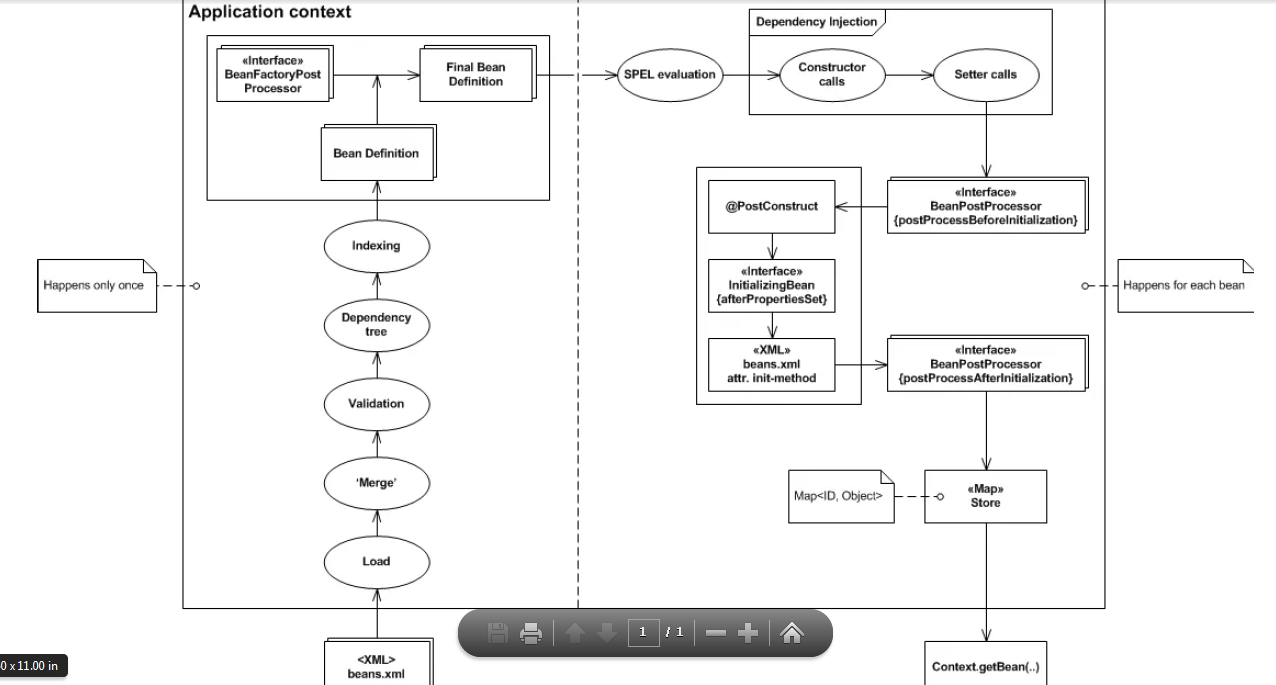 Application context
«Interface»
BeanFactoryPost
Processor
Final Bean
Definition
Bean Definition
Indexing
Dependency
tree
Validation
‘Merge’
Load
<XML>
beans.xml
Happens only once
SPEL evaluation
Dependency Injection
Constructor
calls
Setter calls
«Interface»
BeanPostProcessor
{postProcessBeforeInitialization}
@PostConstruct
«Interface»
InitializingBean
{afterPropertiesSet}
«XML»
beans.xml
attr. init-method
«Interface»
BeanPostProcessor
{postProcessAfterInitialization}
Happens for each bean
Map<ID, Object>
«Map»
Store
Context.getBean(..)
1 / 1
0 x 11.00 in